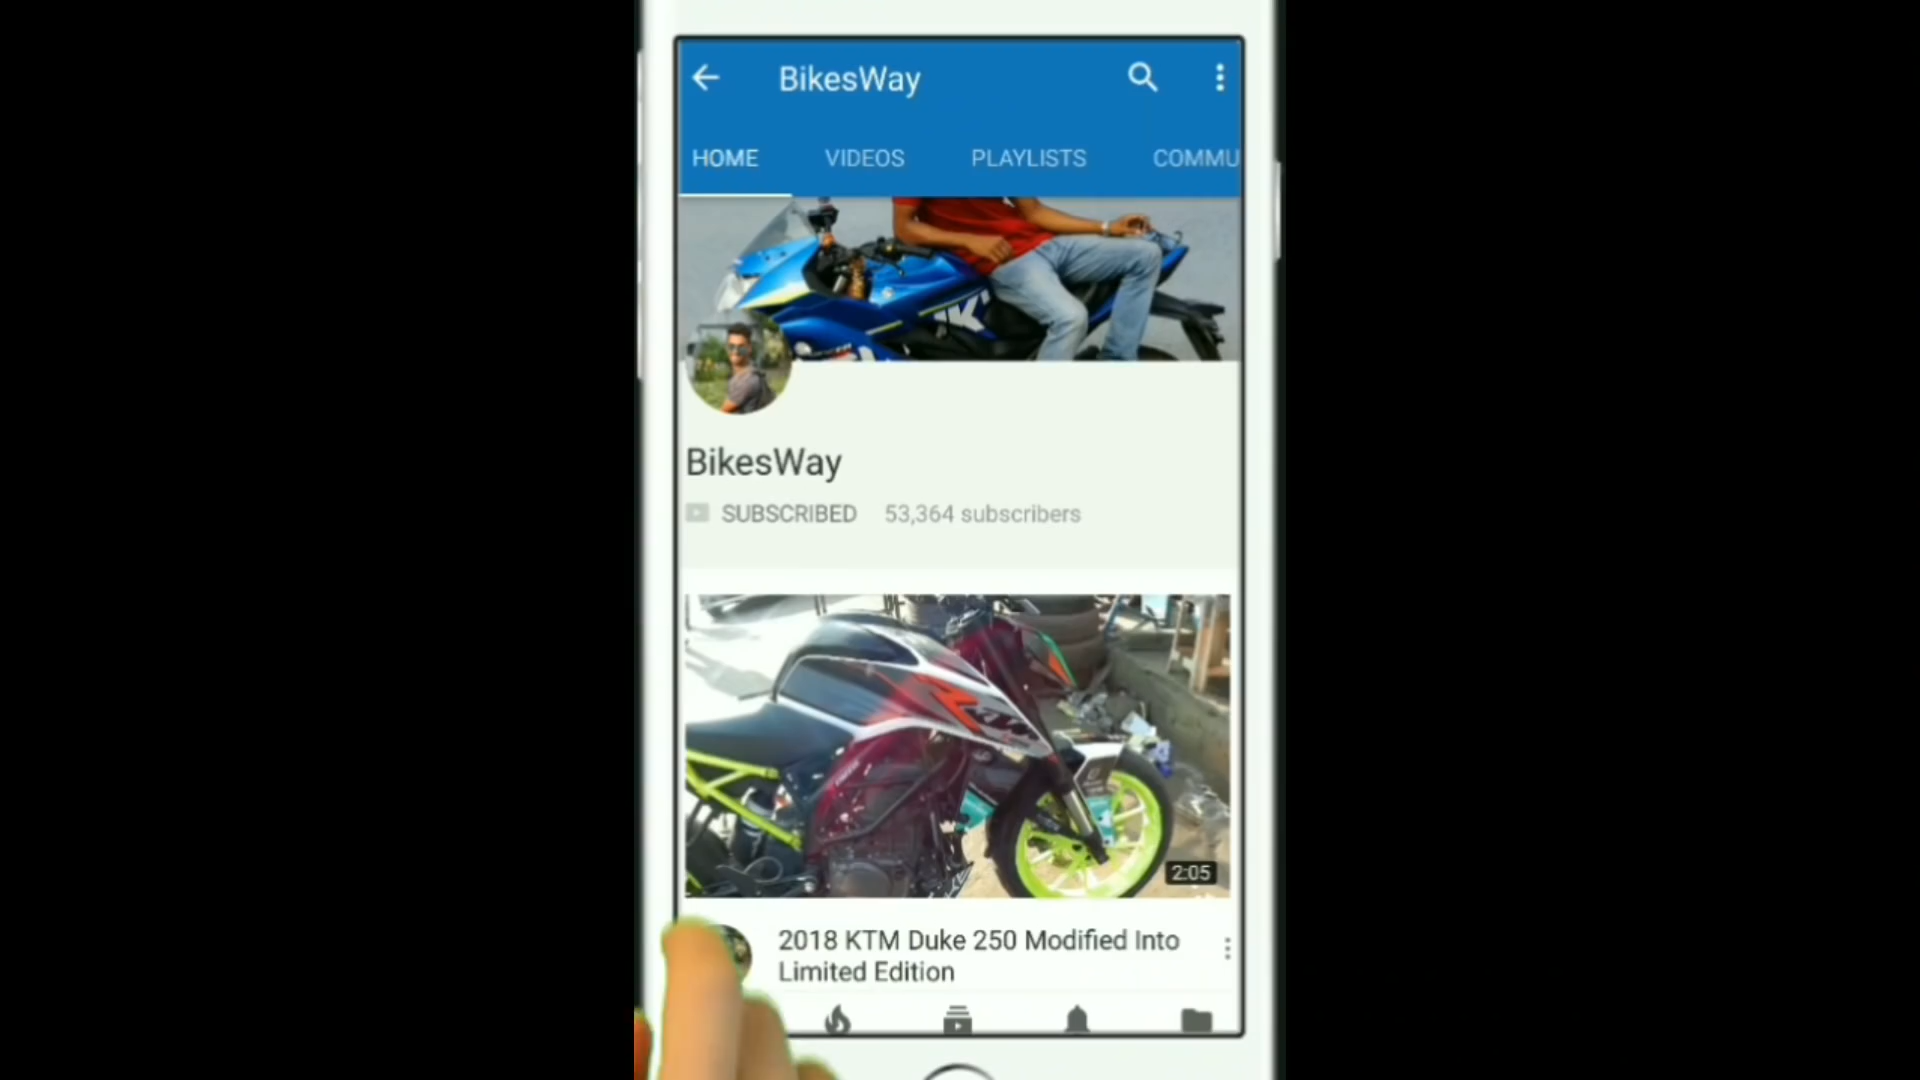 BikesWay
HOME VIDEOS PLAYLISTS COMMU
BikesWay
SUBSCRIBED 53,364 subscribers
2:05
2018 KTM Duke 250 Modified Into
Limited Edition